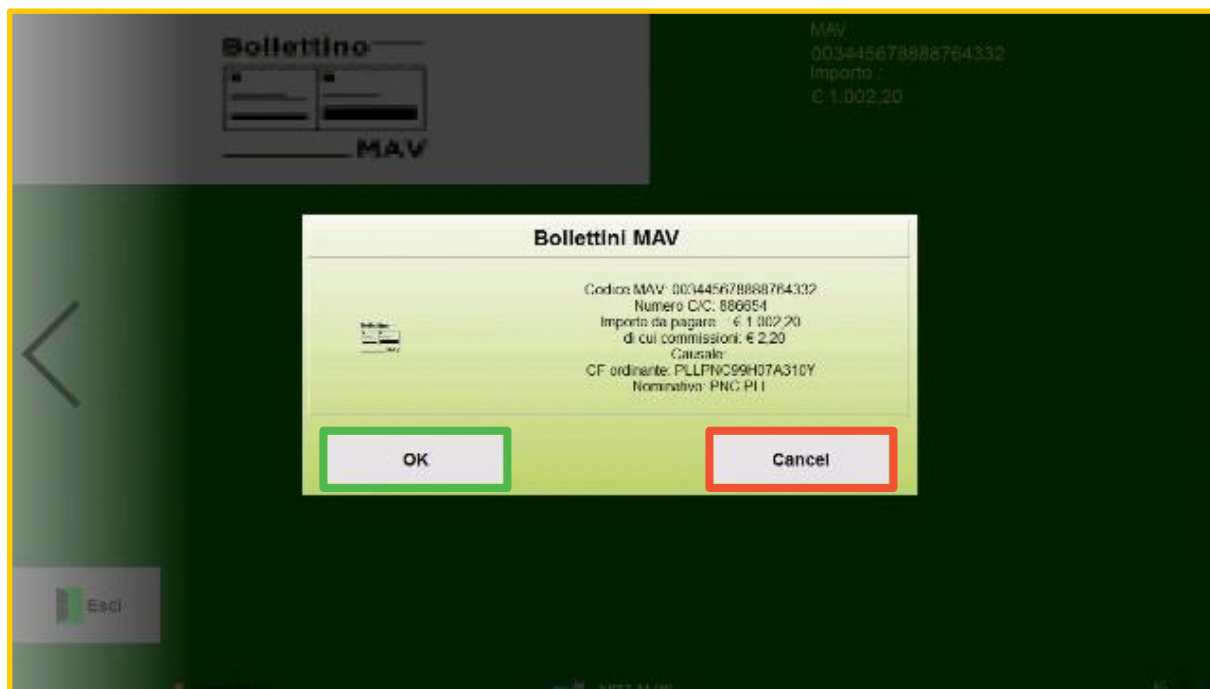 Bollettino
MAV
MAV
003445678888764332
Importo :
€ 1.002,20
Bollettini MAV
Codice MAV: 003445678888764332
Numero C/C: 886654
Importo da pagare : € 1.002,20
di cui commissioni: € 2,20
Causale:
CF ordinante: PLLPNC99H07A310Y
Nominativo: PNC PLL
OK
Cancel
Esci